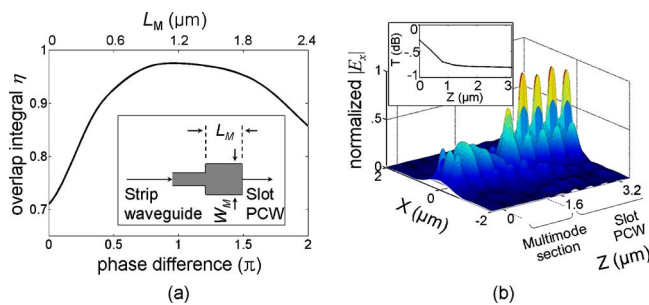 L_M (μm)
0 0.6 1.2 1.8 2.4
1
0.9
0.8
0.7
overlap integral η
L_M
Strip waveguide
Slot PCW
W_M
0 0.5 1 1.5 2
phase difference (π)
(a)
(b)
normalized |E_x|
1
0.5
0
T (dB)
0
-.5
-1
0 1 2 3
Z (μm)
2
0
-2
X (μm)
0
1.6
3.2
Multimode section
Slot PCW
Z (μm)